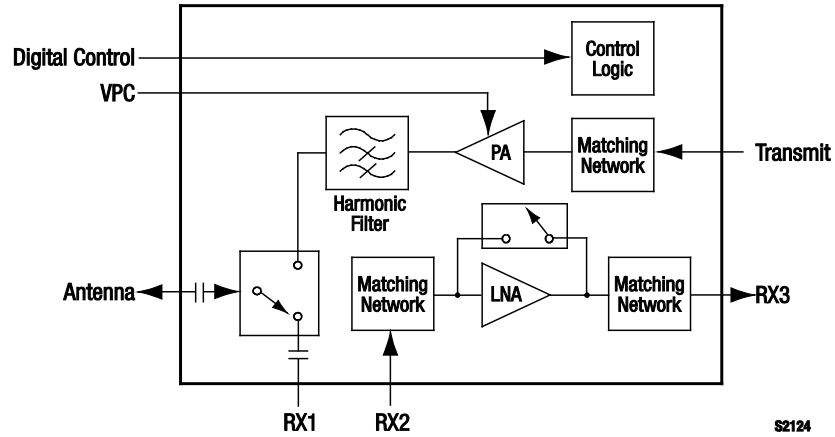 Digital Control
Control
Logic
VPC
PA
Matching
Network
Transmit
Harmonic
Filter
Antenna
Matching
Network
LNA
Matching
Network
RX3
RX1
RX2
S2124